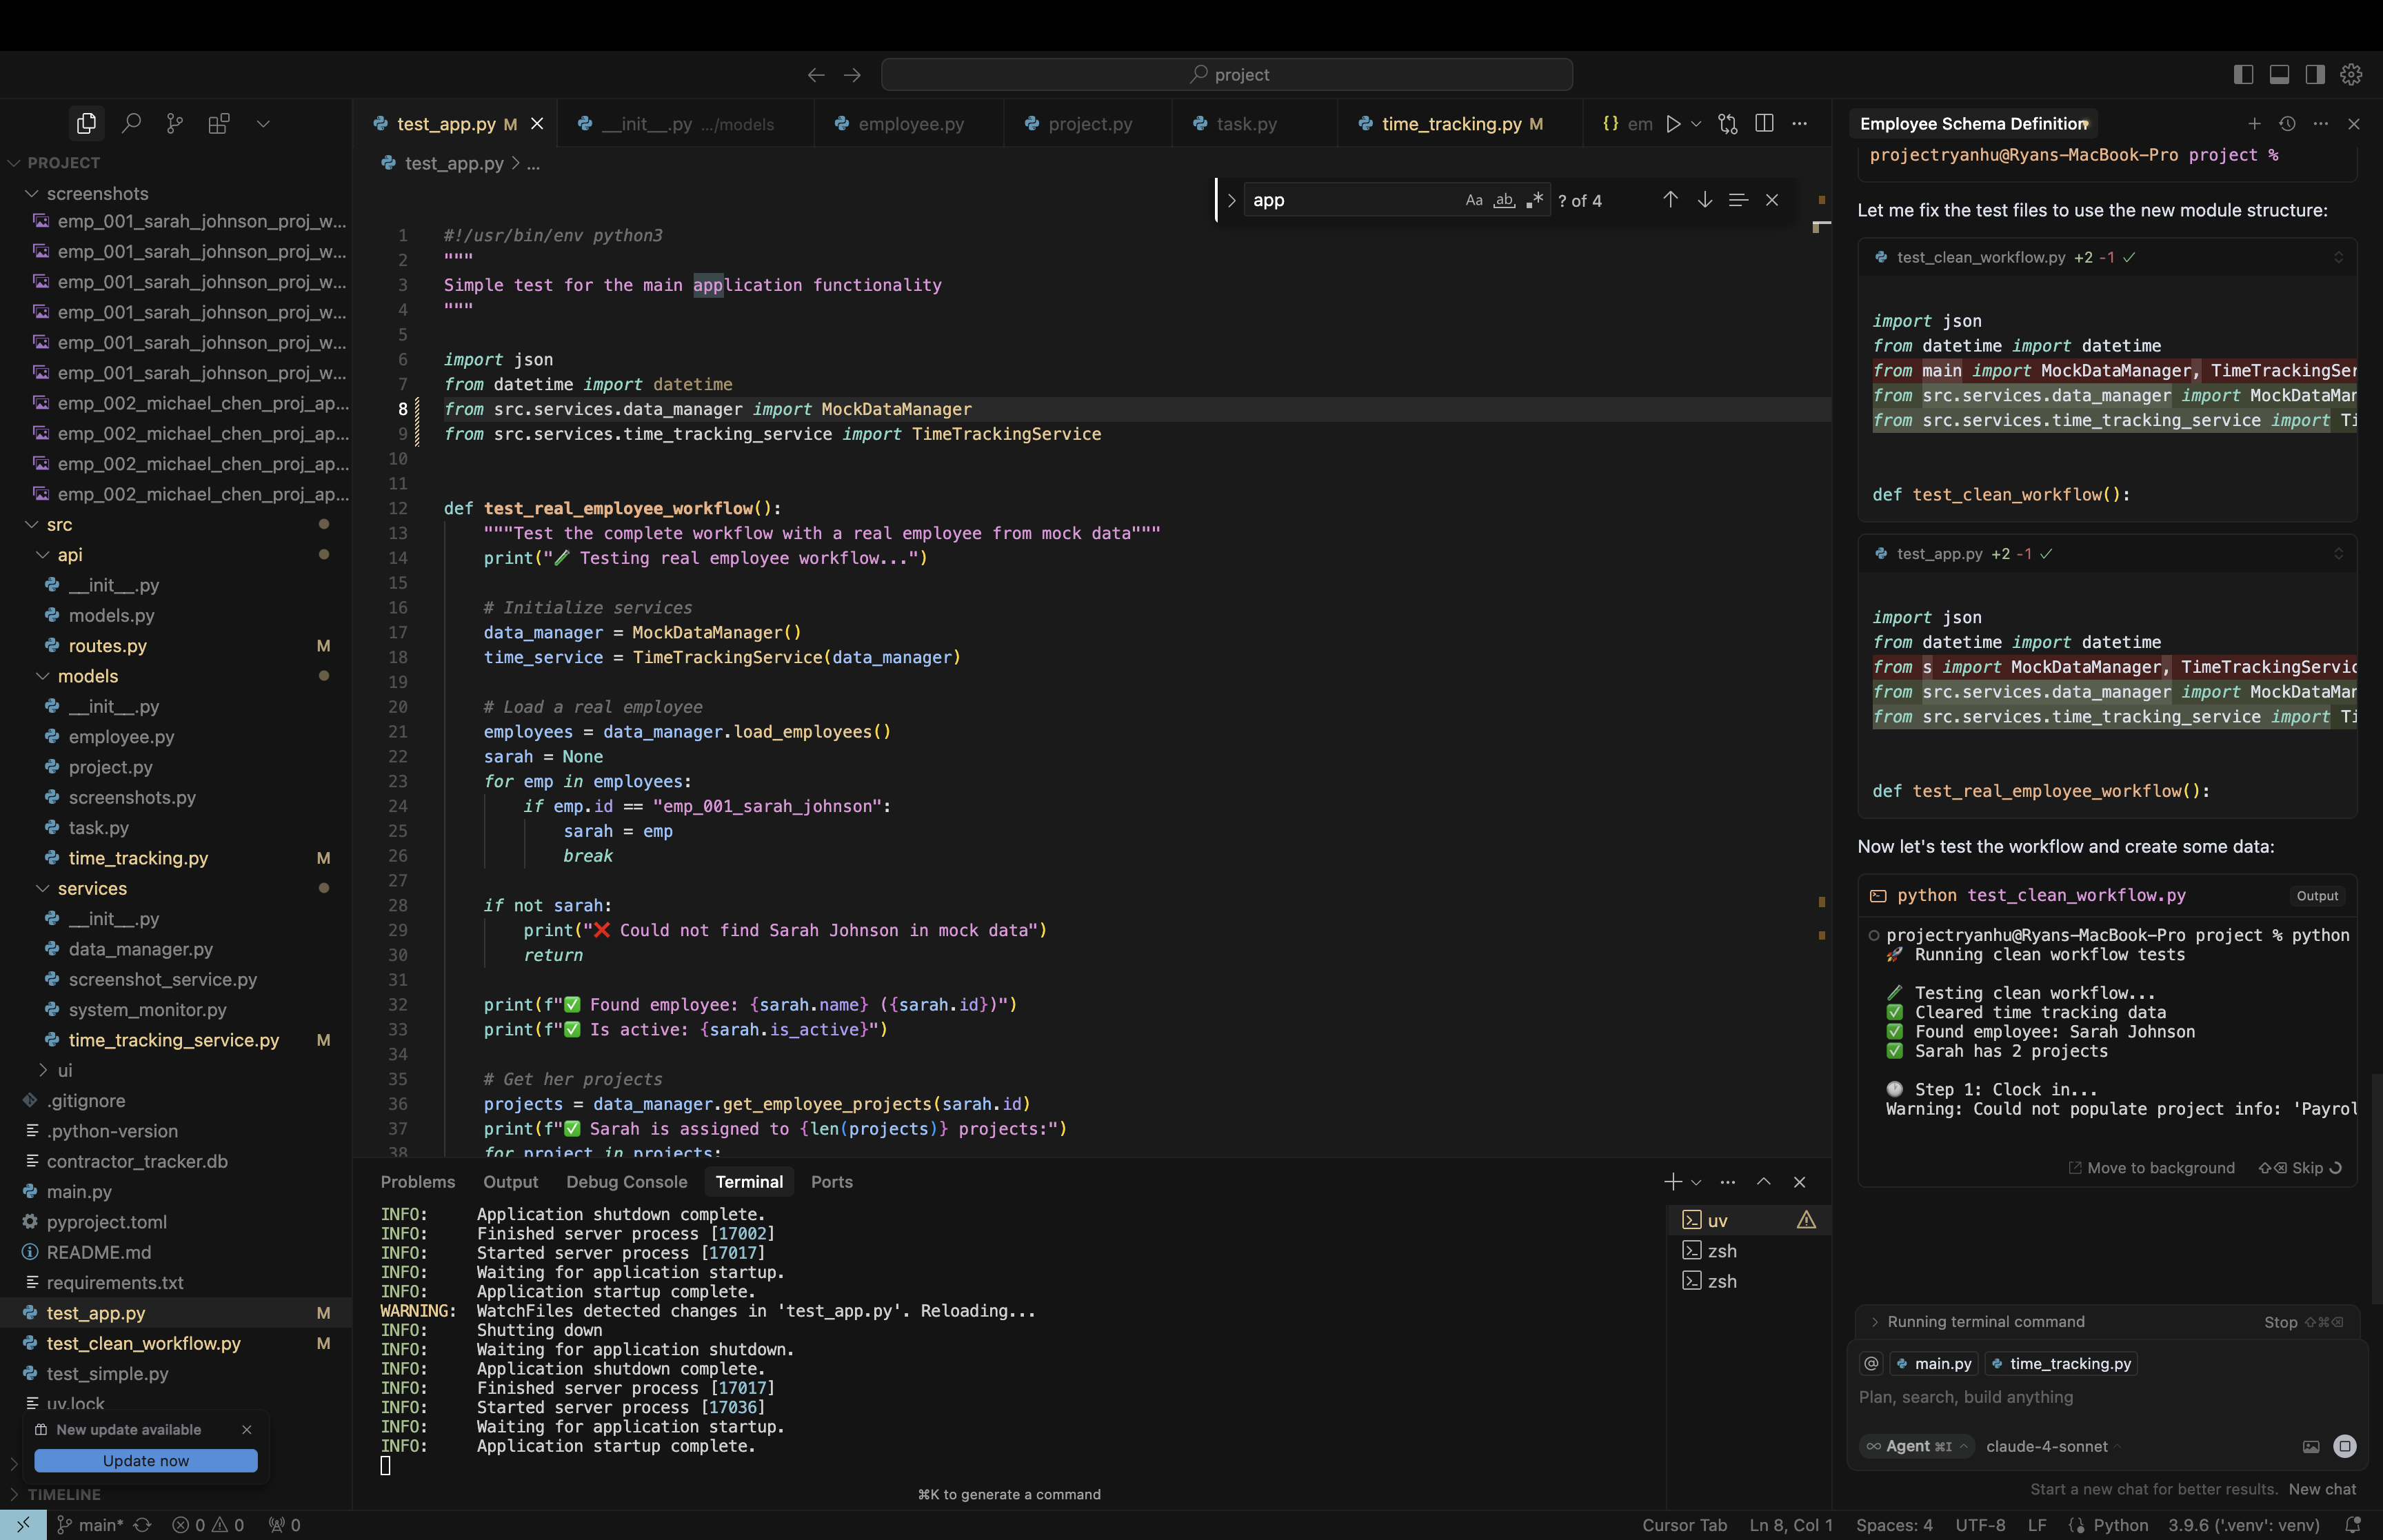 project
PROJECT
screenshots
emp_001_sarah_johnson_proj_w...
emp_001_sarah_johnson_proj_w...
emp_001_sarah_johnson_proj_w...
emp_001_sarah_johnson_proj_w...
emp_001_sarah_johnson_proj_w...
emp_001_sarah_johnson_proj_w...
emp_002_michael_chen_proj_ap...
emp_002_michael_chen_proj_ap...
emp_002_michael_chen_proj_ap...
emp_002_michael_chen_proj_ap...
src
api
__init__.py
models.py
routes.py M
models
__init__.py
employee.py
project.py
screenshots.py
task.py
time_tracking.py M
services
__init__.py
data_manager.py
screenshot_service.py
system_monitor.py
time_tracking_service.py M
ui
.gitignore
.python-version
contractor_tracker.db
main.py
pyproject.toml
README.md
requirements.txt
test_app.py M
test_clean_workflow.py M
test_simple.py
uv.lock
New update available
Update now
TIMELINE
test_app.py M __init__.py .../models employee.py project.py task.py time_tracking.py M {} em
test_app.py > ...
app Aa ab ? of 4
1 #!/usr/bin/env python3
2 """
3 Simple test for the main application functionality
4 """
5
6 import json
7 from datetime import datetime
8 from src.services.data_manager import MockDataManager
9 from src.services.time_tracking_service import TimeTrackingService
10
11
12 def test_real_employee_workflow():
13     """Test the complete workflow with a real employee from mock data"""
14     print("🧪 Testing real employee workflow...")
15
16     # Initialize services
17     data_manager = MockDataManager()
18     time_service = TimeTrackingService(data_manager)
19
20     # Load a real employee
21     employees = data_manager.load_employees()
22     sarah = None
23     for emp in employees:
24         if emp.id == "emp_001_sarah_johnson":
25             sarah = emp
26             break
27
28     if not sarah:
29         print("❌ Could not find Sarah Johnson in mock data")
30         return
31
32     print(f"✅ Found employee: {sarah.name} ({sarah.id})")
33     print(f"✅ Is active: {sarah.is_active}")
34
35     # Get her projects
36     projects = data_manager.get_employee_projects(sarah.id)
37     print(f"✅ Sarah is assigned to {len(projects)} projects:")
38     for project in projects:
Problems Output Debug Console Terminal Ports
INFO: Application shutdown complete.
INFO: Finished server process [17002]
INFO: Started server process [17017]
INFO: Waiting for application startup.
INFO: Application startup complete.
WARNING: WatchFiles detected changes in 'test_app.py'. Reloading...
INFO: Shutting down
INFO: Waiting for application shutdown.
INFO: Application shutdown complete.
INFO: Finished server process [17017]
INFO: Started server process [17036]
INFO: Waiting for application startup.
INFO: Application startup complete.
⌘K to generate a command
uv
zsh
zsh
Employee Schema Definition
projectryanhu@Ryans-MacBook-Pro project %
Let me fix the test files to use the new module structure:
test_clean_workflow.py +2 -1
import json
from datetime import datetime
from main import MockDataManager, TimeTrackingSer
from src.services.data_manager import MockDataMar
from src.services.time_tracking_service import Ti
def test_clean_workflow():
test_app.py +2 -1
import json
from datetime import datetime
from s import MockDataManager, TimeTrackingServic
from src.services.data_manager import MockDataMar
from src.services.time_tracking_service import Ti
def test_real_employee_workflow():
Now let's test the workflow and create some data:
python test_clean_workflow.py Output
projectryanhu@Ryans-MacBook-Pro project % python
🚀 Running clean workflow tests
🧪 Testing clean workflow...
✅ Cleared time tracking data
✅ Found employee: Sarah Johnson
✅ Sarah has 2 projects
🕐 Step 1: Clock in...
Warning: Could not populate project info: 'Payrol
Move to background ⇧⌫ Skip
Running terminal command Stop ⇧⌘⌫
@ main.py time_tracking.py
Plan, search, build anything
∞ Agent ⌘I claude-4-sonnet
Start a new chat for better results. New chat
main* 0 0 0 Cursor Tab Ln 8, Col 1 Spaces: 4 UTF-8 LF Python 3.9.6 ('.venv': venv)